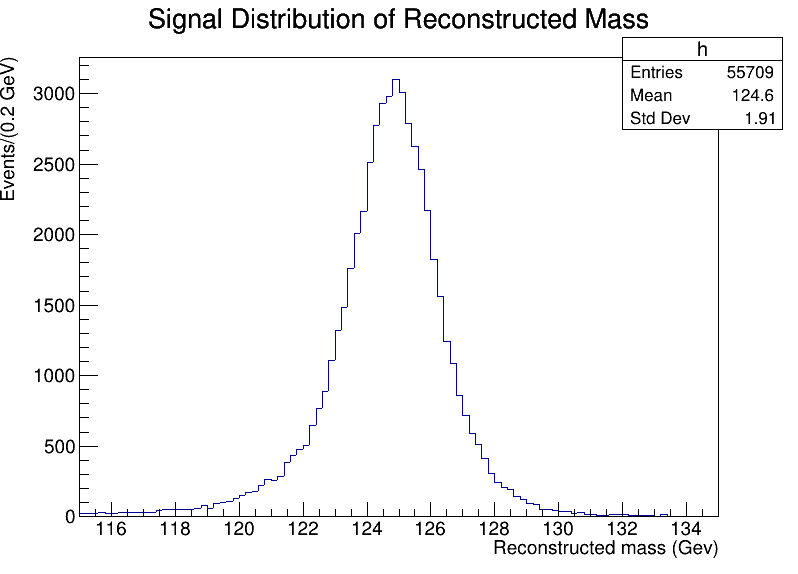 Signal Distribution of Reconstructed Mass
h
Entries 55709
Mean 124.6
Std Dev 1.91
Events/(0.2 GeV)
3000
2500
2000
1500
1000
500
0
116 118 120 122 124 126 128 130 132 134
Reconstructed mass (Gev)